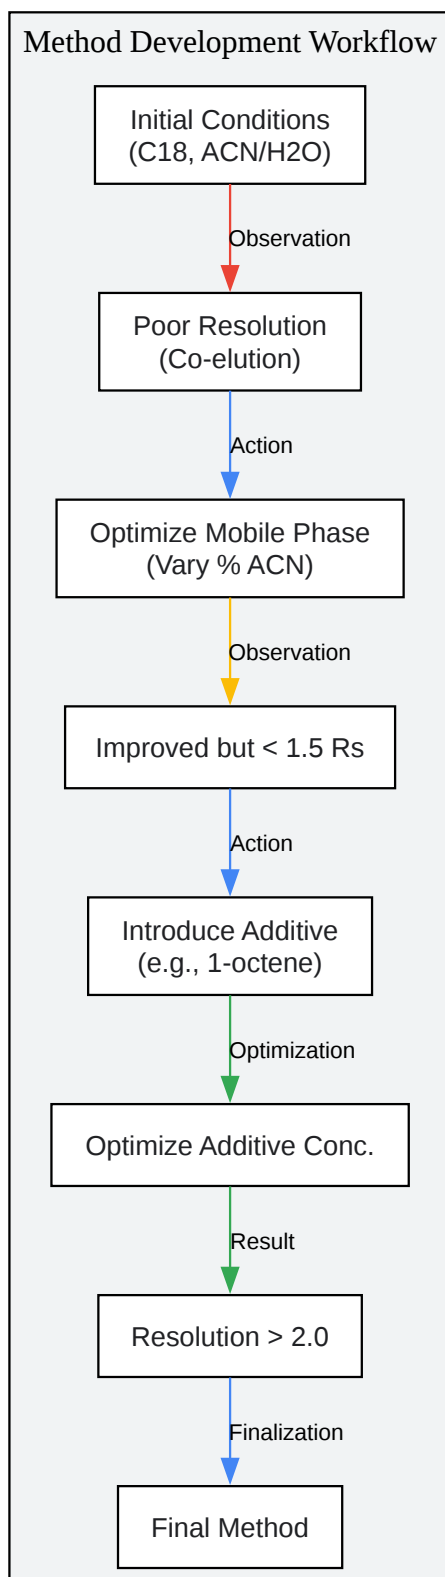 Method Development Workflow
Initial Conditions
(C18, ACN/H2O)
Observation
Poor Resolution
(Co-elution)
Action
Optimize Mobile Phase
(Vary % ACN)
Observation
Improved but < 1.5 Rs
Action
Introduce Additive
(e.g., 1-octene)
Optimization
Optimize Additive Conc.
Result
Resolution > 2.0
Finalization
Final Method